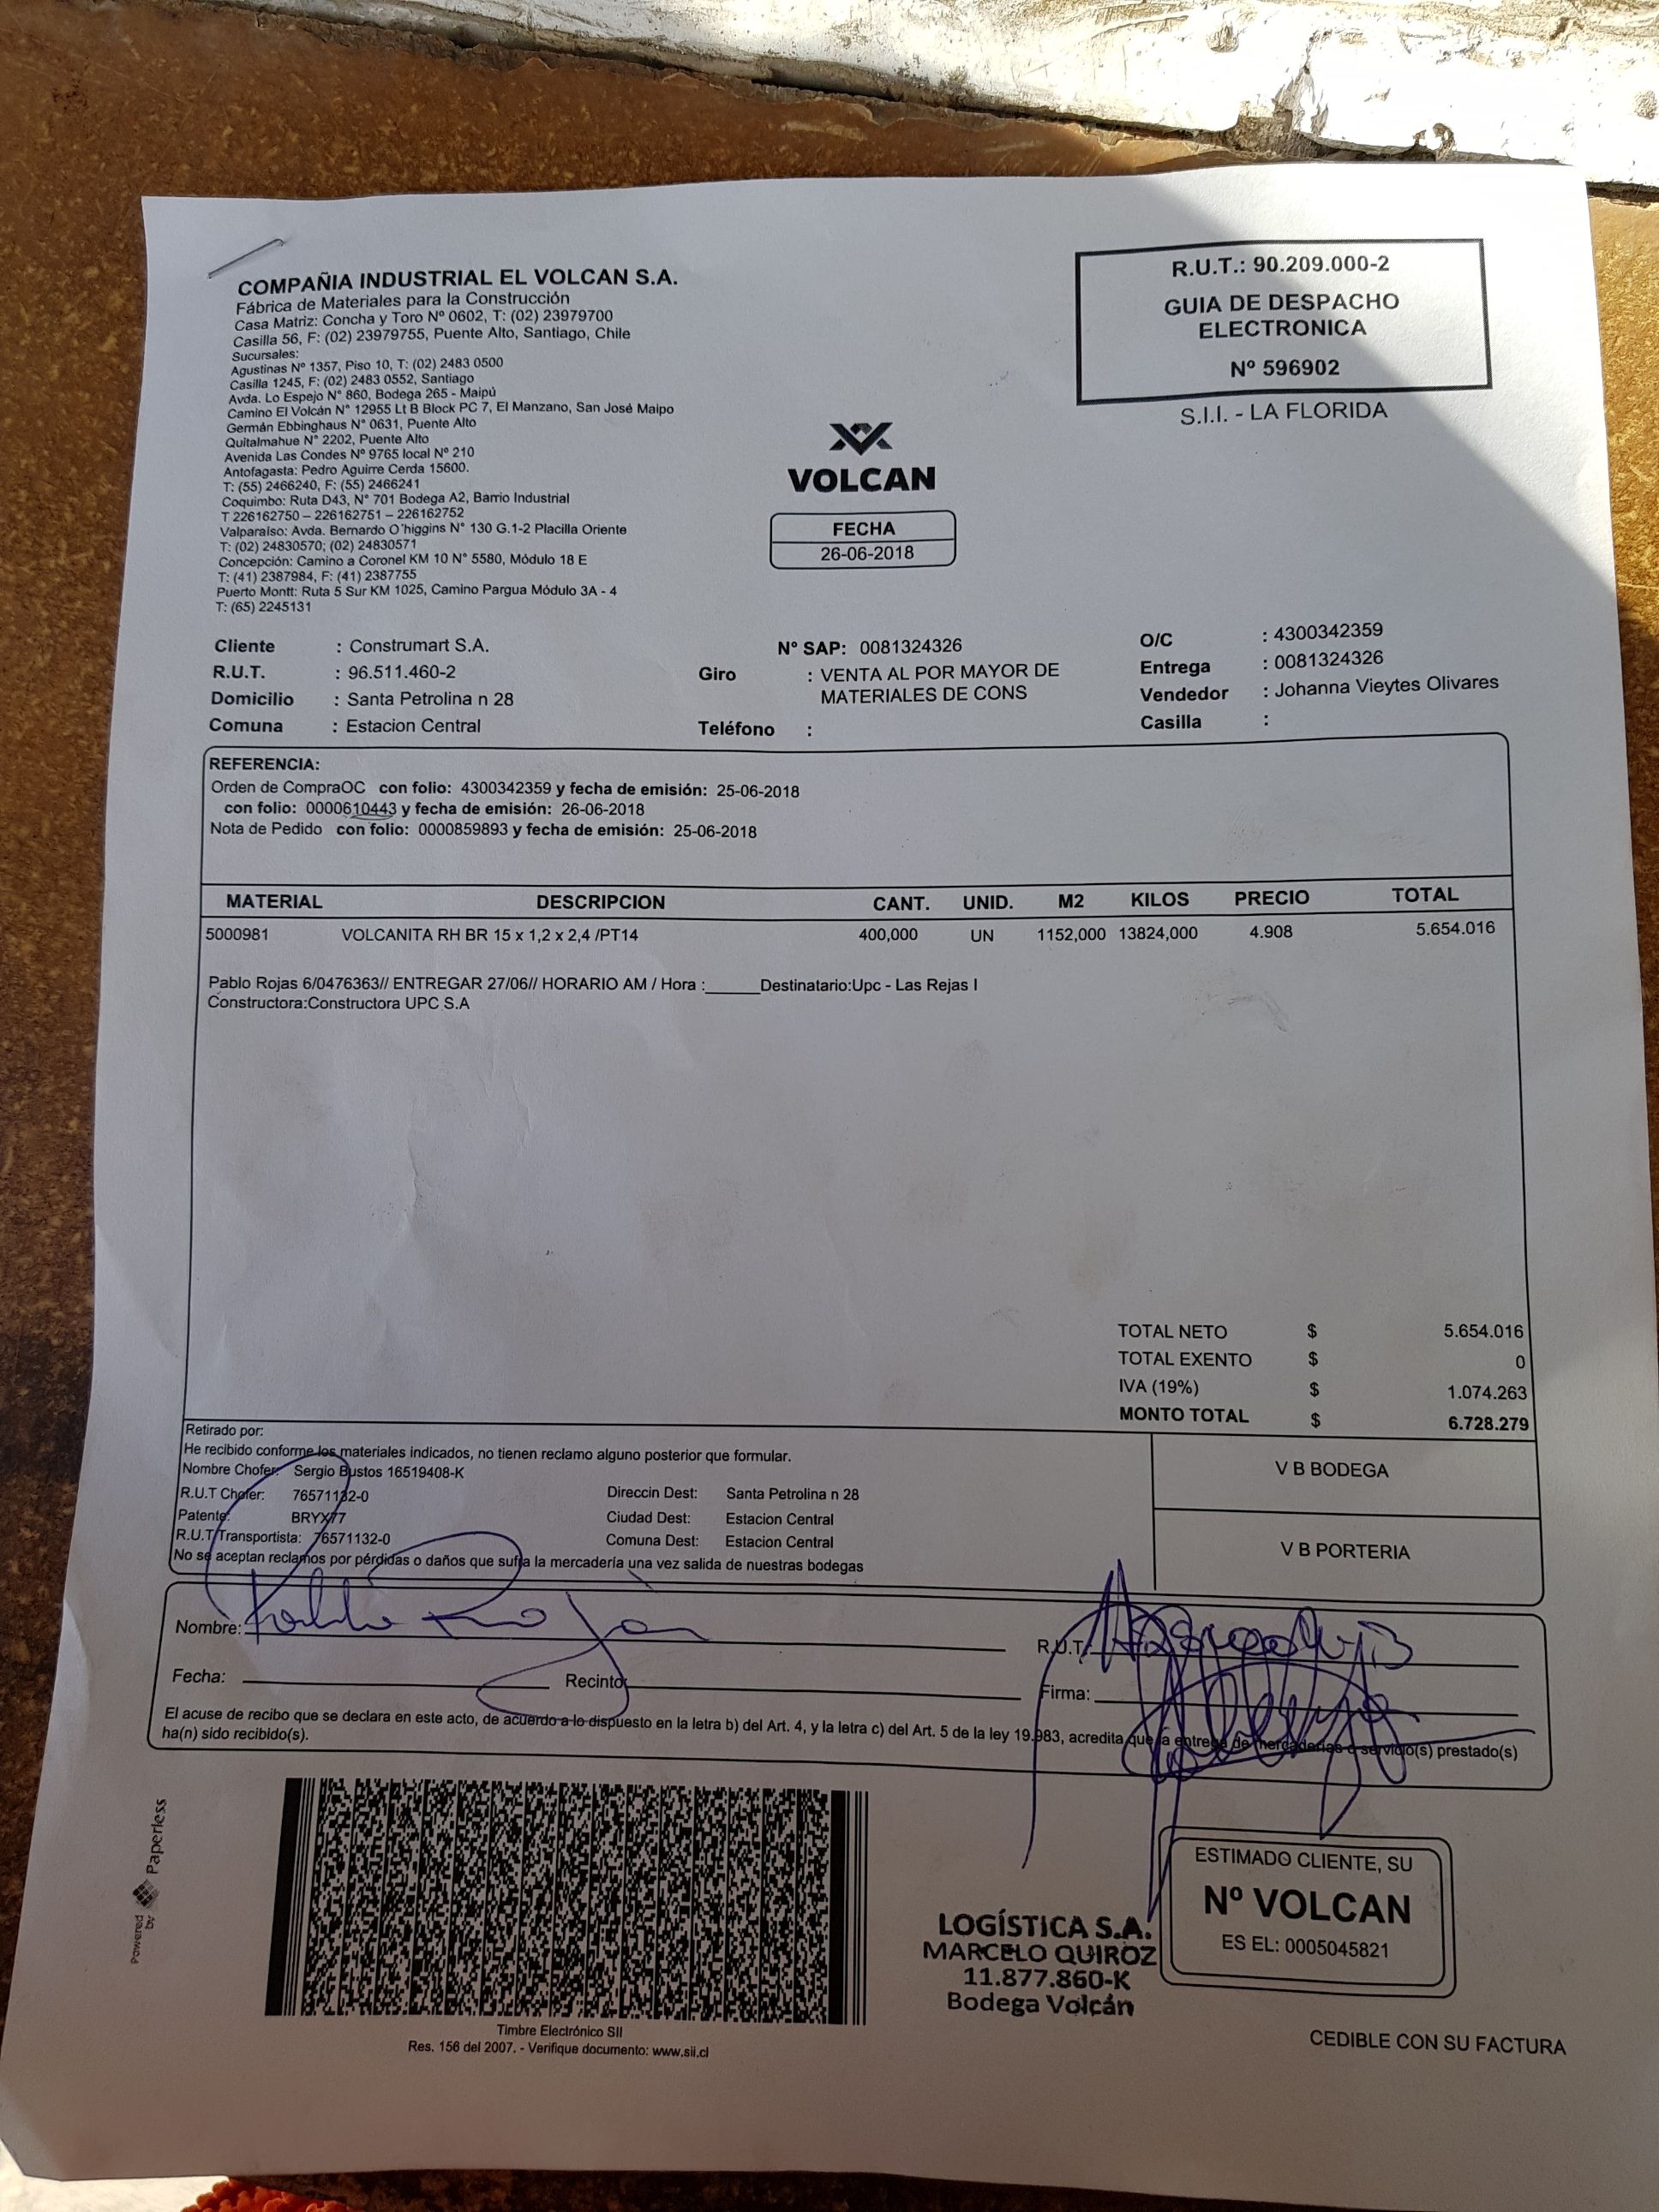 COMPAÑIA INDUSTRIAL EL VOLCAN S.A.
Fábrica de Materiales para la Construcción
Casa Matriz: Concha y Toro Nº 0602, T: (02) 23979700
Casilla 56, F: (02) 23979755, Puente Alto, Santiago, Chile
Sucursales:
Agustinas Nº 1357, Piso 10, T: (02) 2483 0500
Casilla 1245, F: (02) 2483 0552, Santiago
Avda. Lo Espejo N° 860, Bodega 265 - Maipú
Camino El Volcán N° 12955 Lt B Block PC 7, El Manzano, San José Maipo
Germán Ebbinghaus N° 0631, Puente Alto
Quitalmahue N° 2202, Puente Alto
Avenida Las Condes Nº 9765 local Nº 210
Antofagasta: Pedro Aguirre Cerda 15600.
T: (55) 2466240, F: (55) 2466241
Coquimbo: Ruta D43, N° 701 Bodega A2, Barrio Industrial
T 226162750 – 226162751 – 226162752
Valparaíso: Avda. Bernardo O´higgins N° 130 G.1-2 Placilla Oriente
T: (02) 24830570; (02) 24830571
Concepción: Camino a Coronel KM 10 N° 5580, Módulo 18 E
T: (41) 2387984, F: (41) 2387755
Puerto Montt: Ruta 5 Sur KM 1025, Camino Pargua Módulo 3A - 4
T: (65) 2245131
R.U.T.: 90.209.000-2
GUIA DE DESPACHO
ELECTRONICA
Nº 596902
S.I.I. - LA FLORIDA
VOLCAN
FECHA
26-06-2018
Cliente : Construmart S.A.
R.U.T. : 96.511.460-2
Domicilio : Santa Petrolina n 28
Comuna : Estacion Central
Nº SAP: 0081324326
Giro : VENTA AL POR MAYOR DE
MATERIALES DE CONS
Teléfono :
O/C : 4300342359
Entrega : 0081324326
Vendedor : Johanna Vieytes Olivares
Casilla :
REFERENCIA:
Orden de CompraOC con folio: 4300342359 y fecha de emisión: 25-06-2018
con folio: 0000610443 y fecha de emisión: 26-06-2018
Nota de Pedido con folio: 0000859893 y fecha de emisión: 25-06-2018
MATERIAL DESCRIPCION CANT. UNID. M2 KILOS PRECIO TOTAL
5000981 VOLCANITA RH BR 15 x 1,2 x 2,4 /PT14 400,000 UN 1152,000 13824,000 4.908 5.654.016
Pablo Rojas 6/0476363// ENTREGAR 27/06// HORARIO AM / Hora :______Destinatario:Upc - Las Rejas I
Constructora:Constructora UPC S.A
TOTAL NETO $ 5.654.016
TOTAL EXENTO $ 0
IVA (19%) $ 1.074.263
MONTO TOTAL $ 6.728.279
Retirado por:
He recibido conforme los materiales indicados, no tienen reclamo alguno posterior que formular.
Nombre Chofer: Sergio Bustos 16519408-K
R.U.T Chofer: 76571132-0
Patente: BRYX77
R.U.T Transportista: 76571132-0
Direccin Dest: Santa Petrolina n 28
Ciudad Dest: Estacion Central
Comuna Dest: Estacion Central
No se aceptan reclamos por pérdidas o daños que sufra la mercadería una vez salida de nuestras bodegas
V B BODEGA
V B PORTERIA
Nombre: Pablo Rojas
R.U.T:
Fecha: Recinto:
Firma:
El acuse de recibo que se declara en este acto, de acuerdo a lo dispuesto en la letra b) del Art. 4, y la letra c) del Art. 5 de la ley 19.983, acredita que la entrega de mercaderias o servicio(s) prestado(s)
ha(n) sido recibido(s).
Powered by Paperless
Timbre Electrónico SII
Res. 156 del 2007. - Verifique documento: www.sii.cl
LOGÍSTICA S.A.
MARCELO QUIROZ
11.877.860-K
Bodega Volcán
ESTIMADO CLIENTE, SU
Nº VOLCAN
ES EL: 0005045821
CEDIBLE CON SU FACTURA